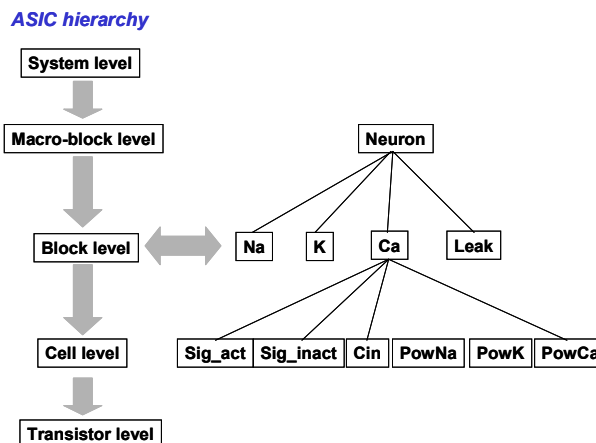 ASIC hierarchy
System level
Macro-block level
Neuron
Block level
Na
K
Ca
Leak
Cell level
Sig_act
Sig_inact
Cin
PowNa
PowK
PowCa
Transistor level